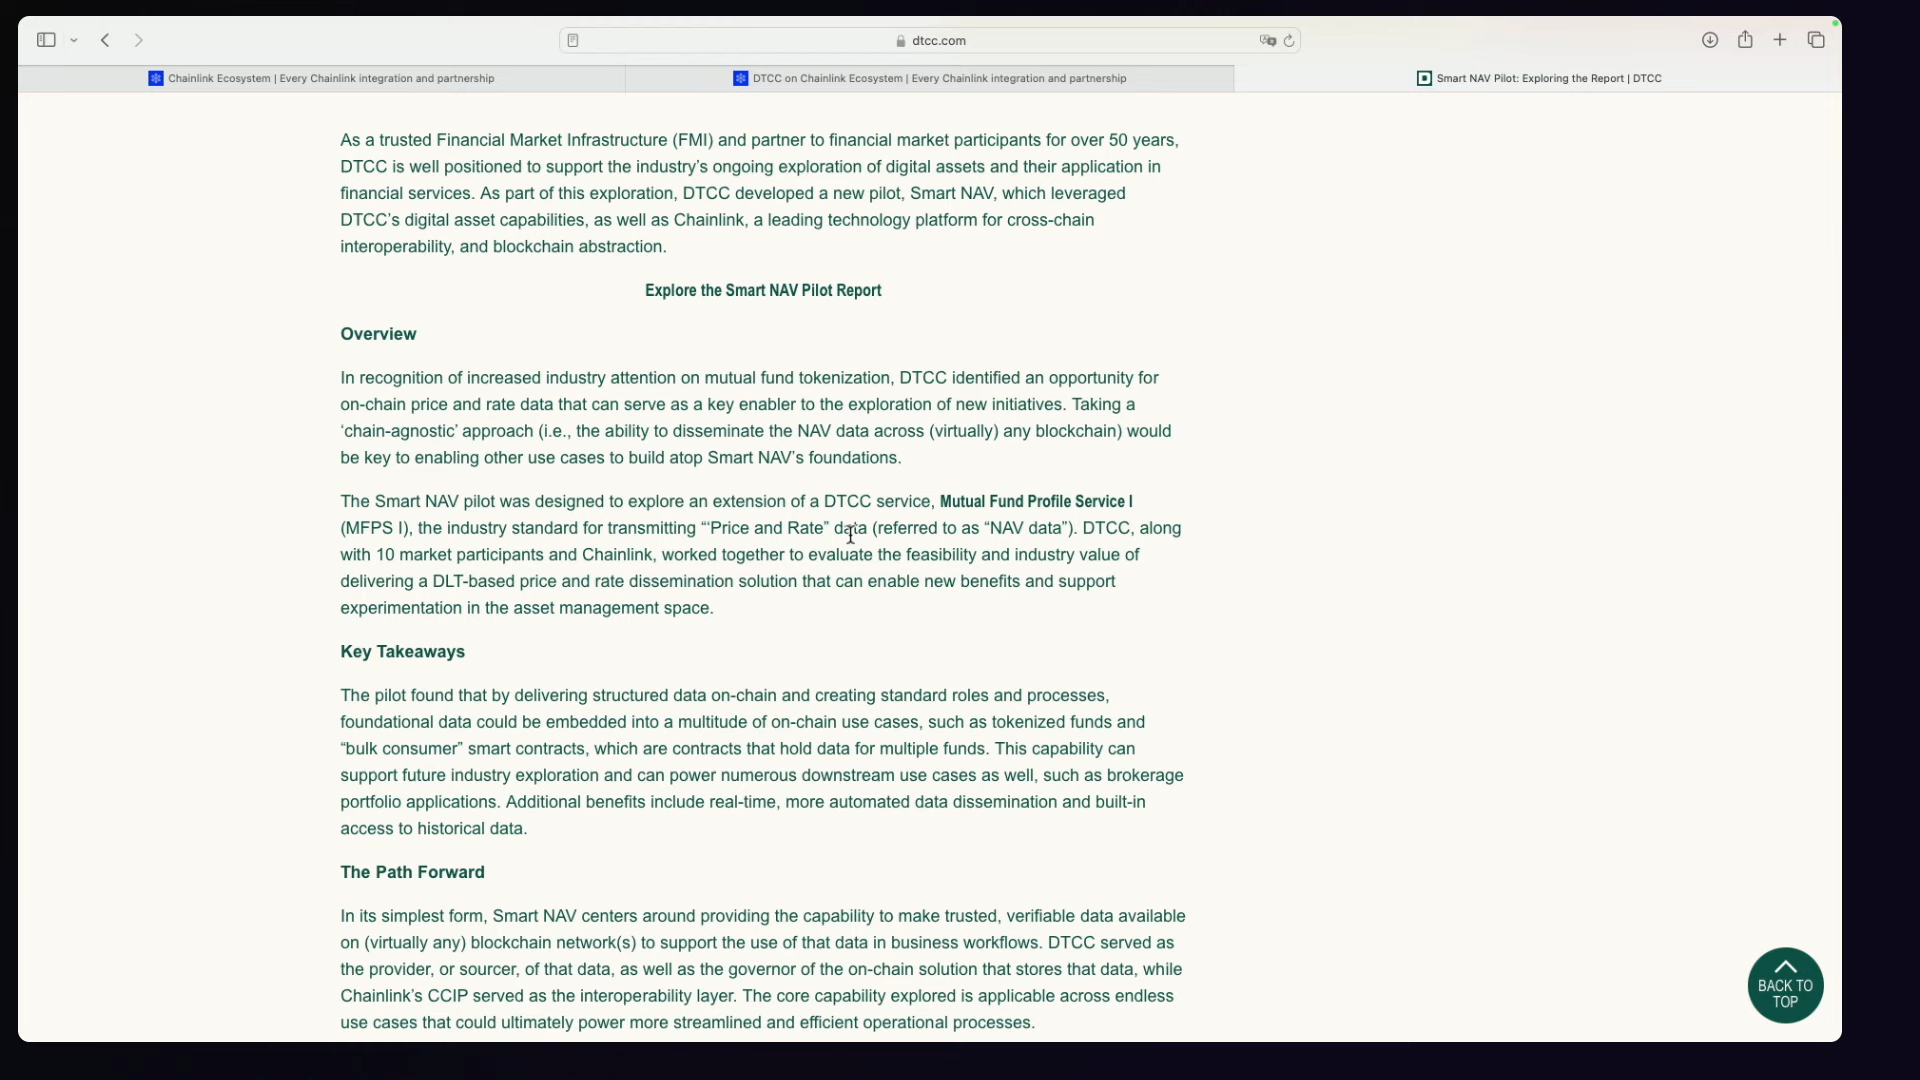 dtcc.com
Chainlink Ecosystem | Every Chainlink integration and partnership
DTCC on Chainlink Ecosystem | Every Chainlink integration and partnership
Smart NAV Pilot: Exploring the Report | DTCC
As a trusted Financial Market Infrastructure (FMI) and partner to financial market participants for over 50 years,
DTCC is well positioned to support the industry’s ongoing exploration of digital assets and their application in
financial services. As part of this exploration, DTCC developed a new pilot, Smart NAV, which leveraged
DTCC’s digital asset capabilities, as well as Chainlink, a leading technology platform for cross-chain
interoperability, and blockchain abstraction.
Explore the Smart NAV Pilot Report
Overview
In recognition of increased industry attention on mutual fund tokenization, DTCC identified an opportunity for
on-chain price and rate data that can serve as a key enabler to the exploration of new initiatives. Taking a
‘chain-agnostic’ approach (i.e., the ability to disseminate the NAV data across (virtually) any blockchain) would
be key to enabling other use cases to build atop Smart NAV’s foundations.
The Smart NAV pilot was designed to explore an extension of a DTCC service, Mutual Fund Profile Service I
(MFPS I), the industry standard for transmitting “‘Price and Rate” data (referred to as “NAV data”). DTCC, along
with 10 market participants and Chainlink, worked together to evaluate the feasibility and industry value of
delivering a DLT-based price and rate dissemination solution that can enable new benefits and support
experimentation in the asset management space.
Key Takeaways
The pilot found that by delivering structured data on-chain and creating standard roles and processes,
foundational data could be embedded into a multitude of on-chain use cases, such as tokenized funds and
“bulk consumer” smart contracts, which are contracts that hold data for multiple funds. This capability can
support future industry exploration and can power numerous downstream use cases as well, such as brokerage
portfolio applications. Additional benefits include real-time, more automated data dissemination and built-in
access to historical data.
The Path Forward
In its simplest form, Smart NAV centers around providing the capability to make trusted, verifiable data available
on (virtually any) blockchain network(s) to support the use of that data in business workflows. DTCC served as
the provider, or sourcer, of that data, as well as the governor of the on-chain solution that stores that data, while
Chainlink’s CCIP served as the interoperability layer. The core capability explored is applicable across endless
use cases that could ultimately power more streamlined and efficient operational processes.
BACK TO
TOP